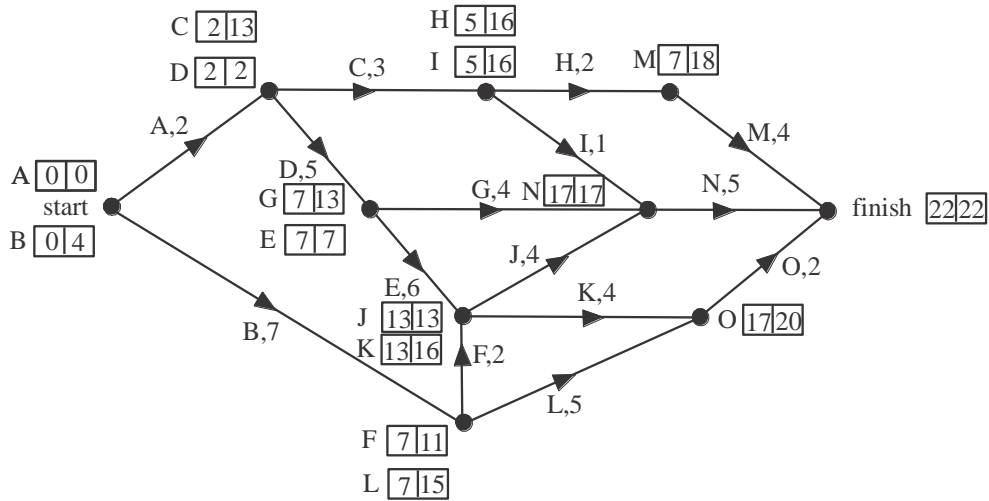 C 2 13
H 5 16
D 2 2
I 5 16
C,3
H,2
M 7 18
A,2
I,1
M,4
A 0 0
start
D,5
G 7 13
G,4
N 17 17
N,5
finish 22 22
B 0 4
E 7 7
J,4
O,2
E,6
K,4
J 13 13
O 17 20
B,7
K 13 16
F,2
L,5
F 7 11
L 7 15